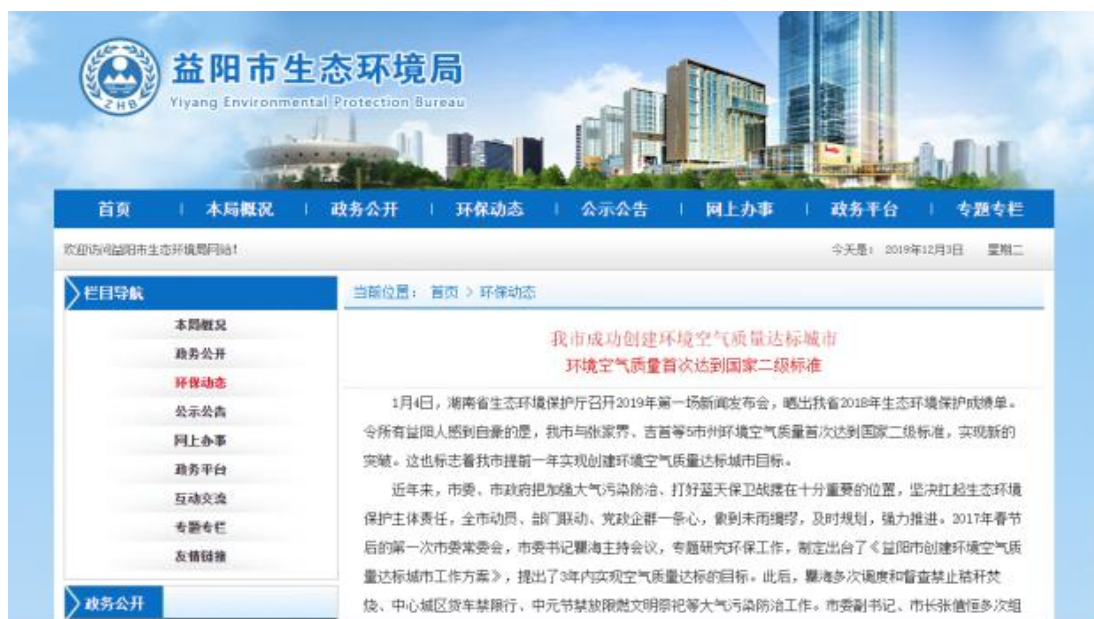 益阳市生态环境局
Yiyang Environmental Protection Bureau
ZHB
首页 | 本局概况 | 政务公开 | 环保动态 | 公示公告 | 网上办事 | 政务平台 | 专题专栏
欢迎访问益阳市生态环境局网站! 今天是: 2019年12月3日 星期二
栏目导航
本局概况
政务公开
环保动态
公示公告
网上办事
政务平台
互动交流
专题专栏
友情链接
政务公开
当前位置: 首页 > 环保动态
我市成功创建环境空气质量达标城市
环境空气质量首次达到国家二级标准
1月4日，湖南省生态环境保护厅召开2019年第一场新闻发布会，晒出我省2018年生态环境保护成绩单。
令所有益阳人感到自豪的是，我市与张家界、吉首等5市州环境空气质量首次达到国家二级标准，实现新的
突破。这也标志着我市提前一年实现创建环境空气质量达标城市目标。
近年来，市委、市政府把加强大气污染防治、打好蓝天保卫战摆在十分重要的位置，坚决扛起生态环境
保护主体责任，全市动员、部门联动、党政企群一条心，做到未雨绸缪，及时规划，强力推进。2017年春节
后的第一次市委常委会，市委书记瞿海主持会议，专题研究环保工作，制定出台了《益阳市创建环境空气质
量达标城市工作方案》，提出了3年内实现空气质量达标的目标。此后，瞿海多次调度和督查禁止秸秆焚
烧、中心城区货车禁限行、中元节禁放限燃文明祭祀等大气污染防治工作。市委副书记、市长张值恒多次组